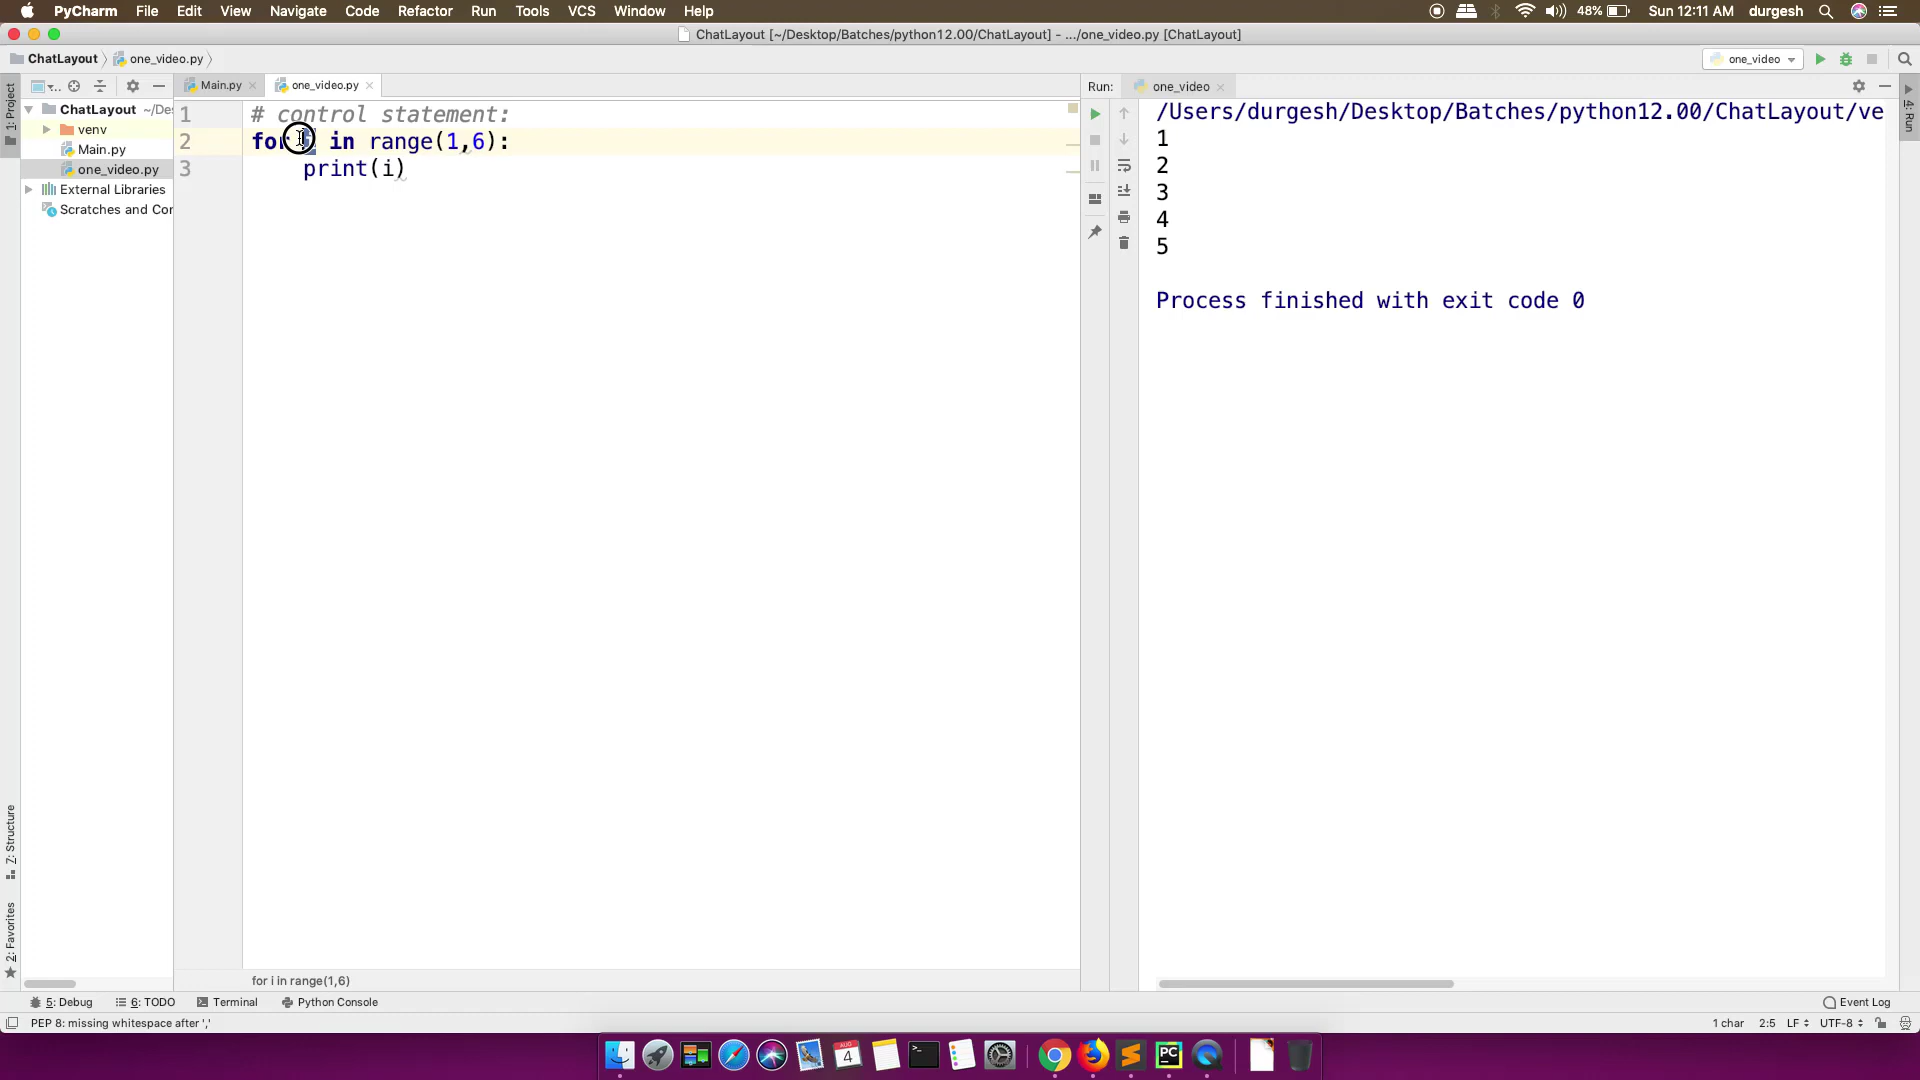 PyCharm File Edit View Navigate Code Refactor Run Tools VCS Window Help 48% Sun 12:11 AM durgesh
ChatLayout [~/Desktop/Batches/python12.00/ChatLayout] - .../one_video.py [ChatLayout]
ChatLayout one_video.py one_video
1: Project
ChatLayout ~/Des
venv
Main.py
one_video.py
External Libraries
Scratches and Con
Main.py one_video.py
1 # control statement:
2 for i in range(1,6):
3 print(i)
for i in range(1,6)
Run: one_video
/Users/durgesh/Desktop/Batches/python12.00/ChatLayout/ve
1
2
3
4
5
Process finished with exit code 0
4: Run
7: Structure
2: Favorites
5: Debug 6: TODO Terminal Python Console Event Log
PEP 8: missing whitespace after ',' 1 char 2:5 LF UTF-8
AUG
4
PC